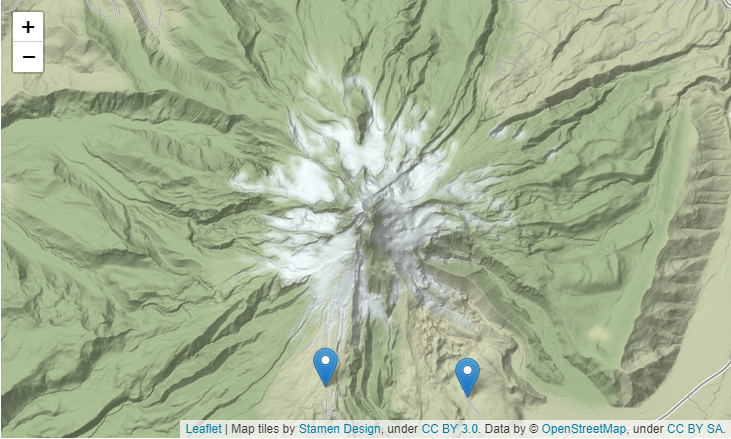 +
−
Leaflet | Map tiles by Stamen Design, under CC BY 3.0. Data by © OpenStreetMap, under CC BY SA.